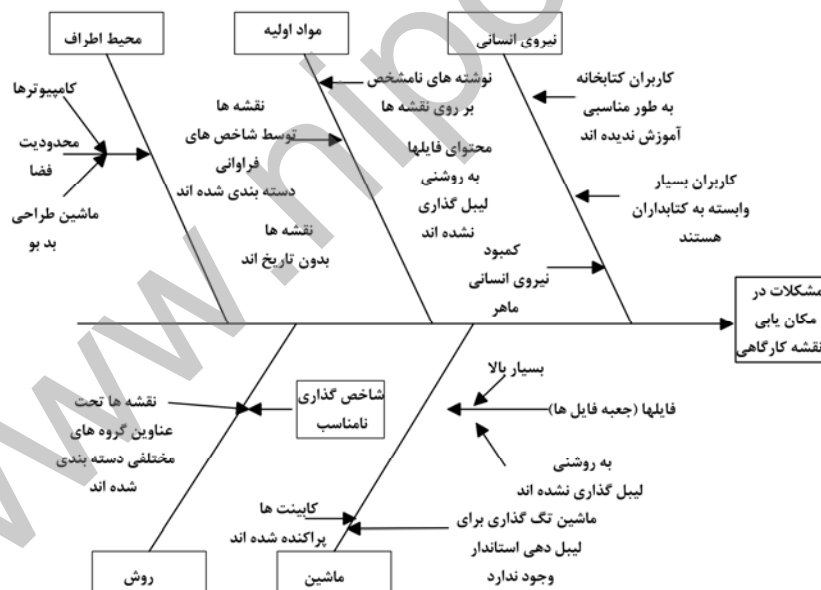 محیط اطراف
مواد اولیه
نیروی انسانی
کامپیوترها
محدودیت
فضا
ماشین طراحی
بد بو
نقشه ها
توسط شاخص های
فراوانی
دسته بندی شده اند
نقشه ها
بدون تاریخ اند
نوشته های نامشخص
بر روی نقشه ها
محتوای فایلها
به روشنی
لیبل گذاری
نشده اند
کاربران کتابخانه
به طور مناسبی
آموزش ندیده اند
کاربران بسیار
وابسته به کتابداران
هستند
کمبود
نیروی انسانی
ماهر
مشکلات در
مکان یابی
نقشه کارگاهی
نقشه ها تحت
عناوین گروه های
مختلفی دسته بندی
شده اند
شاخص گذاری
نامناسب
بسیار بالا
فایلها (جعبه فایل ها)
به روشنی
لیبل گذاری نشده اند
کابینت ها
پراکنده شده اند
ماشین تگ گذاری برای
لیبل دهی استاندار
وجود ندارد
روش
ماشین